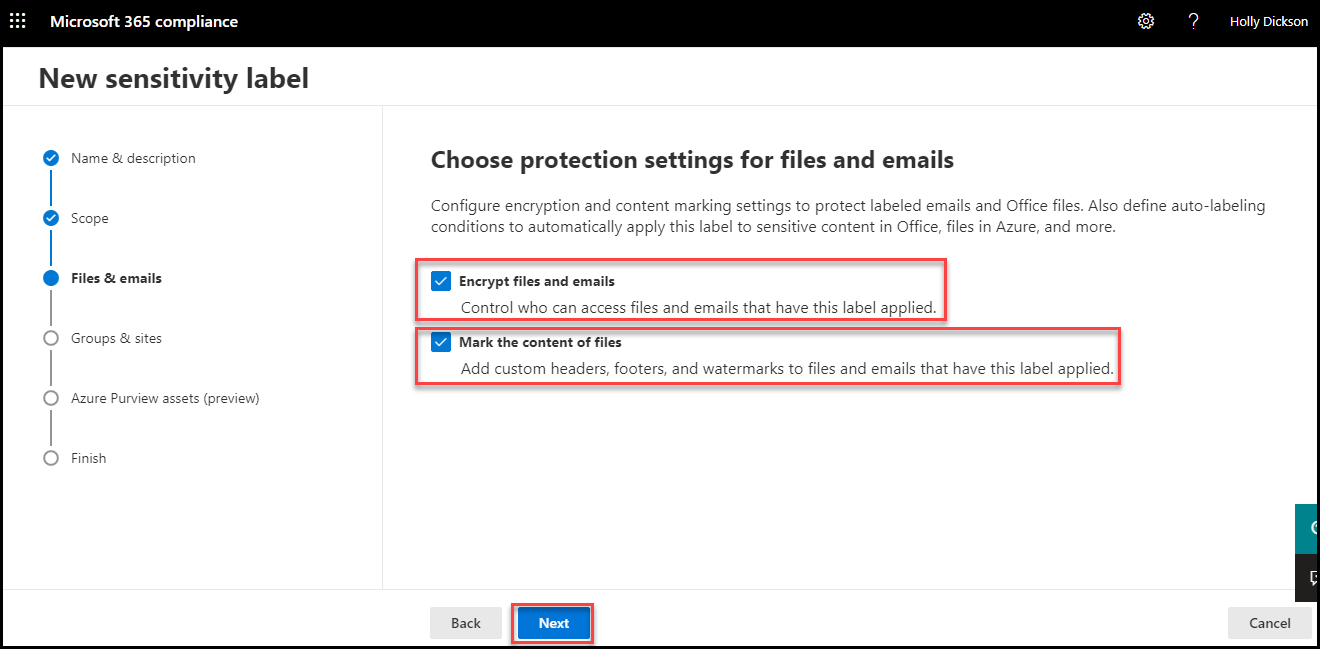 Microsoft 365 compliance
?
Holly Dickson
New sensitivity label
Name & description
Scope
Files & emails
Groups & sites
Azure Purview assets (preview)
Finish
Choose protection settings for files and emails
Configure encryption and content marking settings to protect labeled emails and Office files. Also define auto-labeling
conditions to automatically apply this label to sensitive content in Office, files in Azure, and more.
Encrypt files and emails
Control who can access files and emails that have this label applied.
Mark the content of files
Add custom headers, footers, and watermarks to files and emails that have this label applied.
Back
Next
Cancel